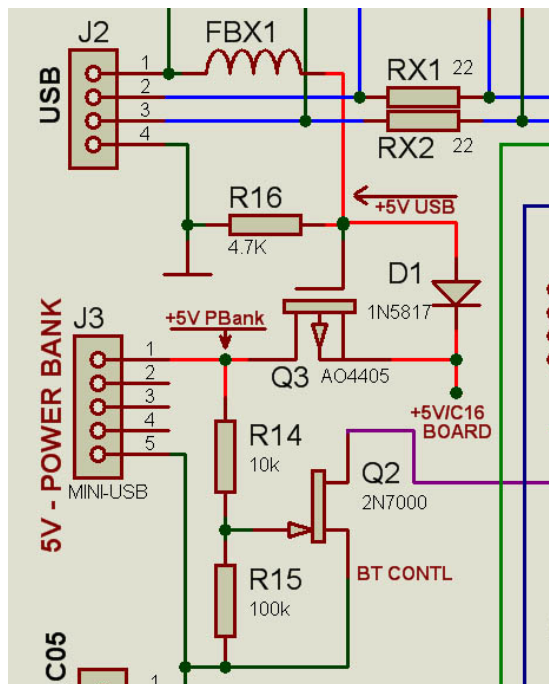 J2
FBX1
USB
1
2
3
4
RX1 22
RX2 22
R16
4.7K
+5V USB
D1
1N5817
5V - POWER BANK
J3
+5V PBank
1
2
3
4
5
MINI-USB
Q3
AO4405
+5V/C16
BOARD
R14
10k
Q2
2N7000
R15
100k
BT CONTL
C05
1